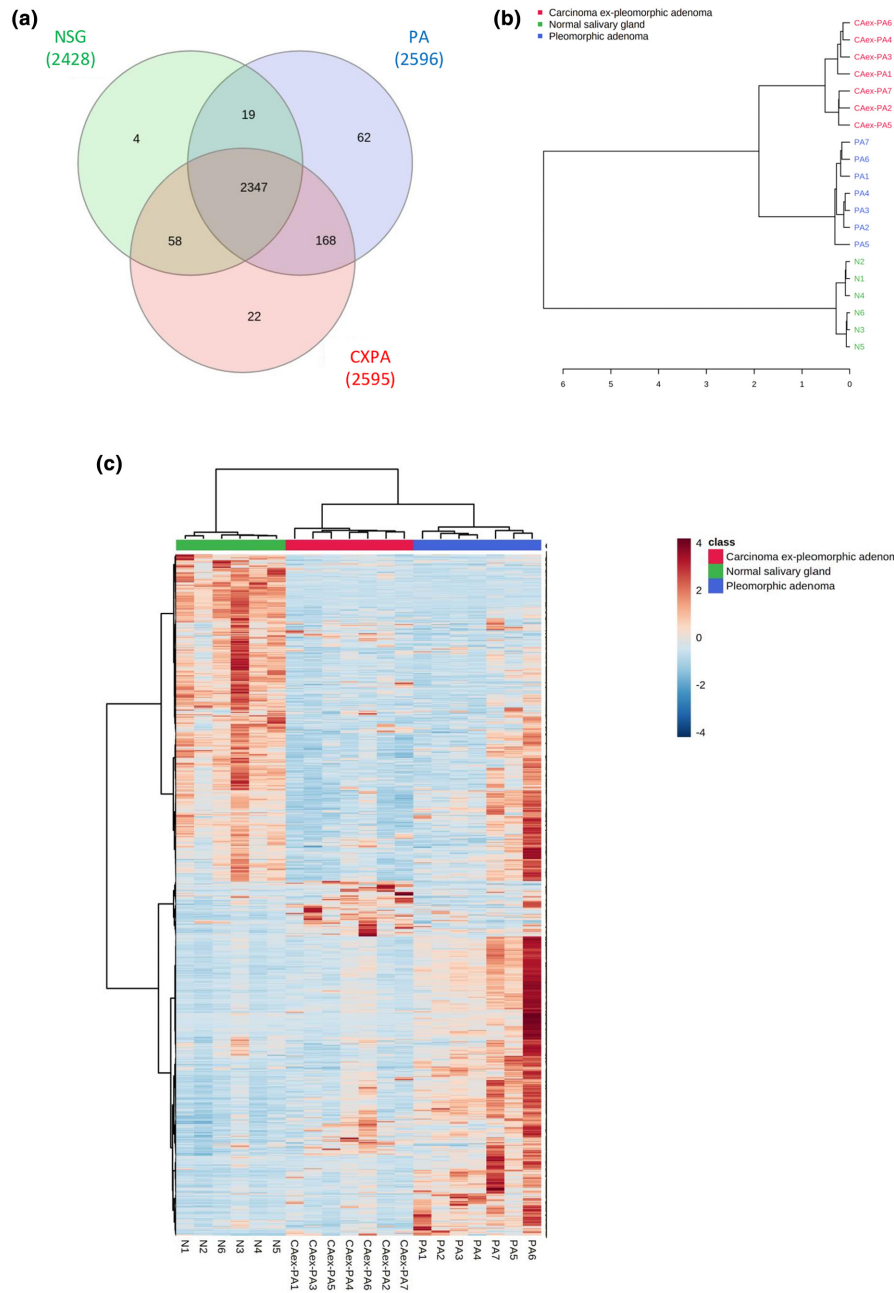 (a)
NSG
(2428)
PA
(2596)
4
19
62
2347
58
168
22
CXPA
(2595)
(b)
Carcinoma ex-pleomorphic adenoma
Normal salivary gland
Pleomorphic adenoma
CAex-PA6
CAex-PA4
CAex-PA3
CAex-PA1
CAex-PA7
CAex-PA2
CAex-PA5
PA7
PA6
PA1
PA4
PA3
PA2
PA5
N2
N1
N4
N6
N3
N5
6 5 4 3 2 1 0
(c)
4
2
0
-2
-4
class
Carcinoma ex-pleomorphic adenom
Normal salivary gland
Pleomorphic adenoma
N1
N2
N6
N3
N4
N5
CAex-PA1
CAex-PA3
CAex-PA5
CAex-PA4
CAex-PA6
CAex-PA2
CAex-PA7
PA1
PA2
PA3
PA4
PA7
PA5
PA6